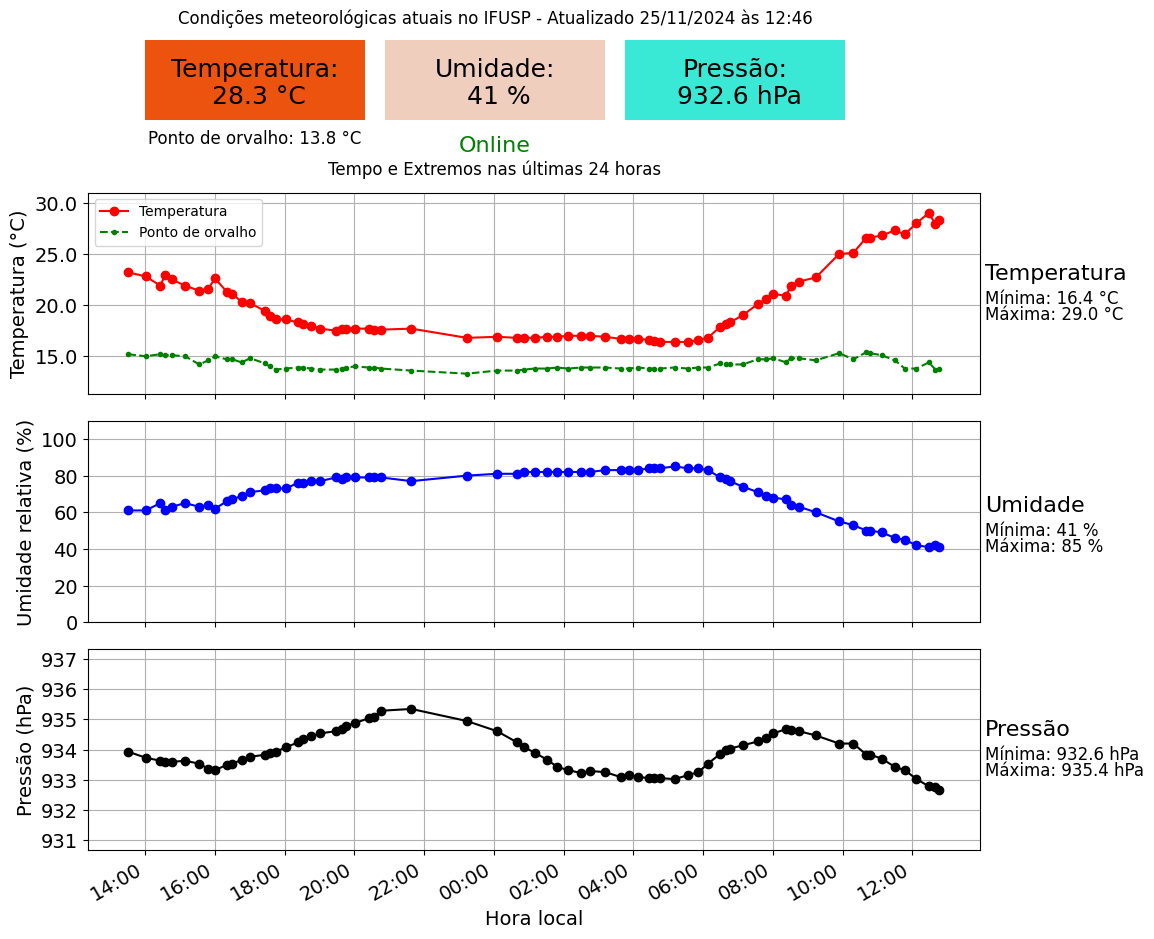 Condições meteorológicas atuais no IFUSP - Atualizado 25/11/2024 às 12:46
Temperatura:
28.3 °C
Umidade:
41 %
Pressão:
932.6 hPa
Ponto de orvalho: 13.8 °C
Online
Tempo e Extremos nas últimas 24 horas
Temperatura (°C)
30.0
25.0
20.0
15.0
Temperatura
Ponto de orvalho
Temperatura
Mínima: 16.4 °C
Máxima: 29.0 °C
Umidade relativa (%)
100
80
60
40
20
0
Umidade
Mínima: 41 %
Máxima: 85 %
Pressão (hPa)
937
936
935
934
933
932
931
Pressão
Mínima: 932.6 hPa
Máxima: 935.4 hPa
14:00
16:00
18:00
20:00
22:00
00:00
02:00
04:00
06:00
08:00
10:00
12:00
Hora local